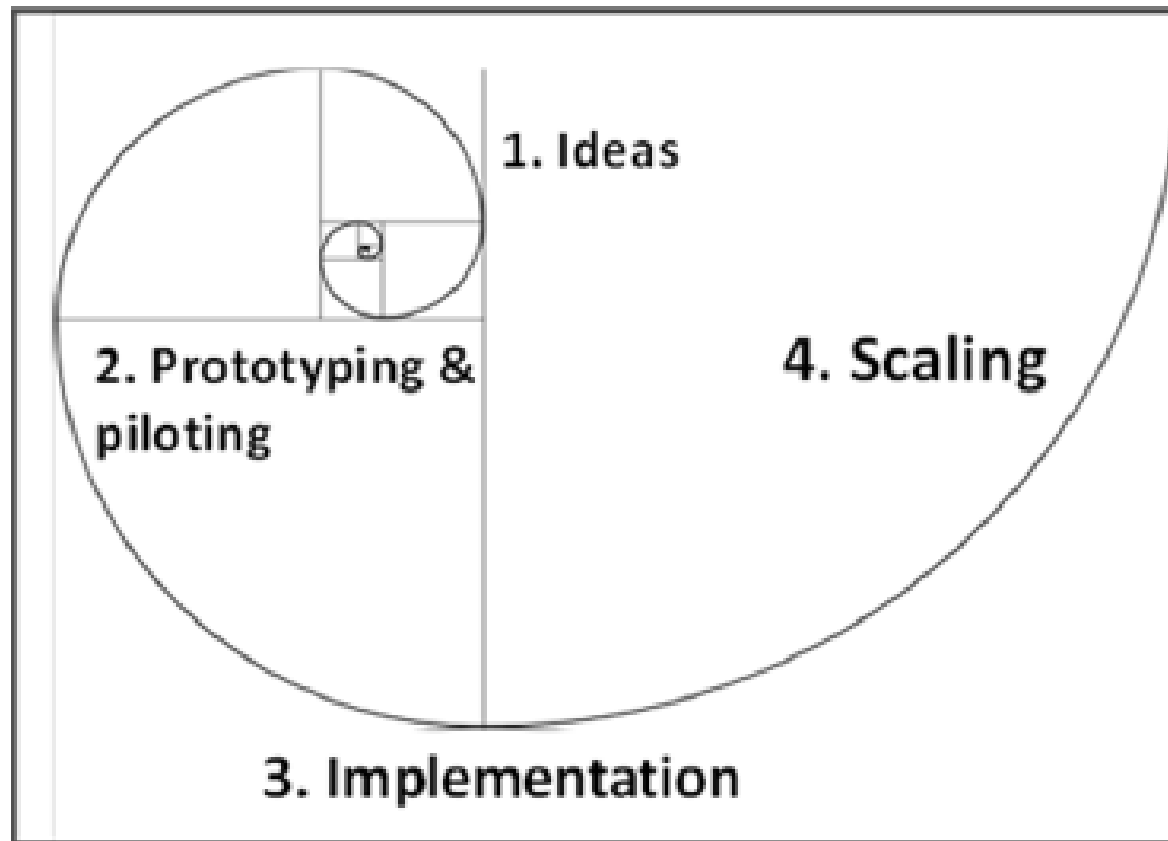 1. Ideas
2. Prototyping &
piloting
4. Scaling
3. Implementation